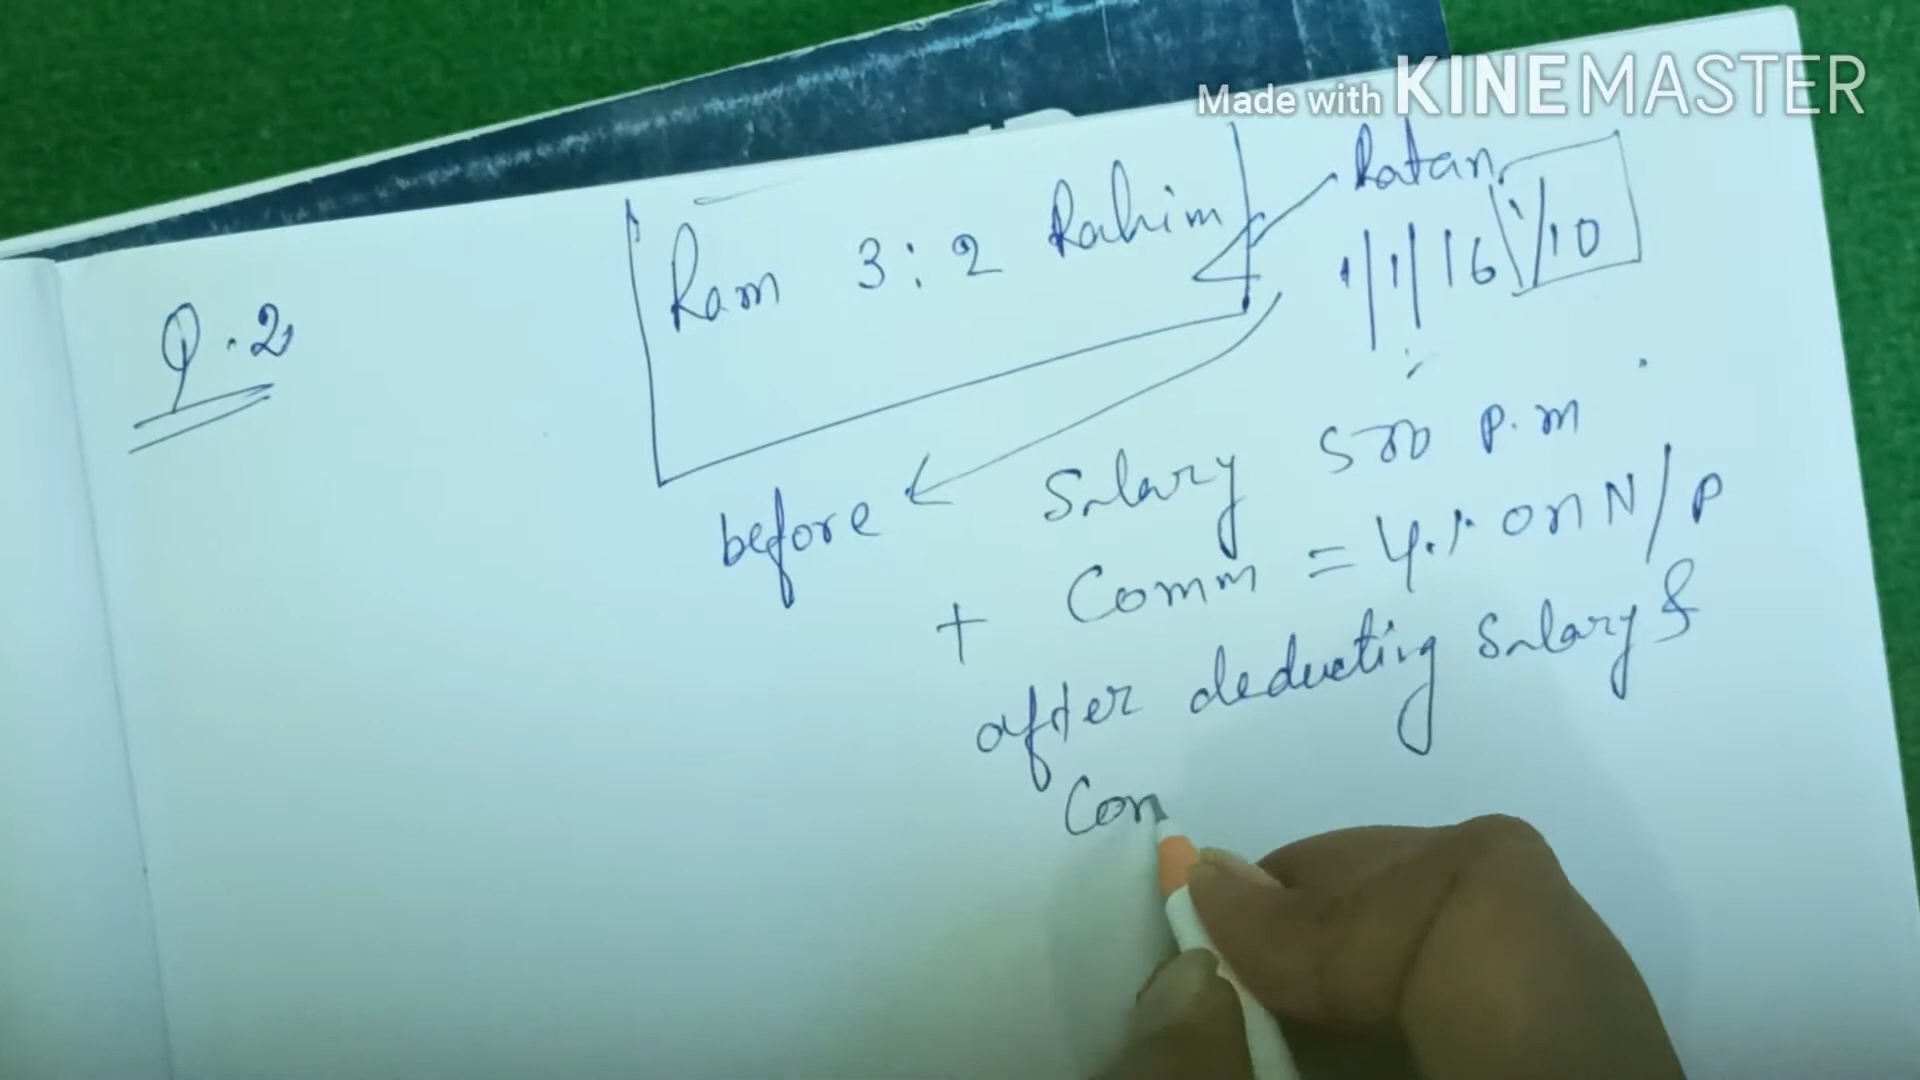 Made with KINEMASTER
Q.2
Ram 3:2 Rahim
Ratan
1/1/16 1/10
before
Salary 500 p.m
+ Comm = 4% on N/P
after deducting Salary &
Com